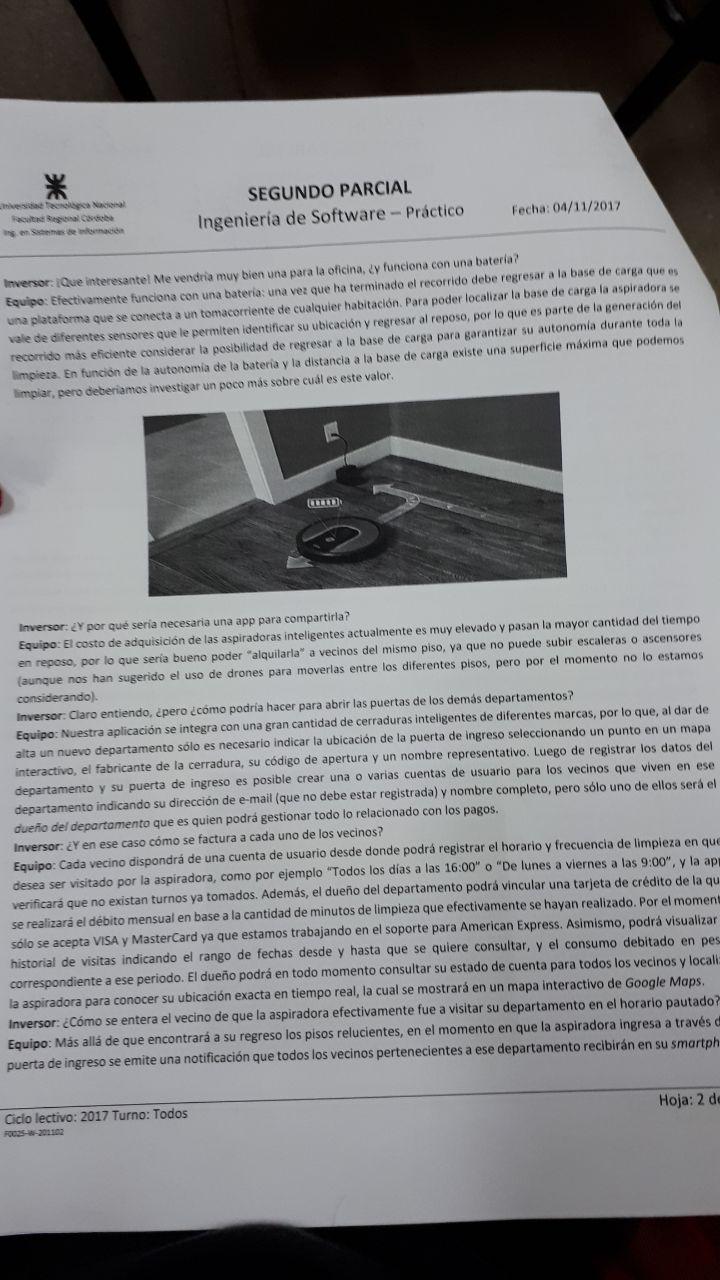 Universidad Tecnológica Nacional
Facultad Regional Córdoba
Ing. en Sistemas de Información
SEGUNDO PARCIAL
Ingeniería de Software – Práctico
Fecha: 04/11/2017
Inversor: ¡Que interesante! Me vendría muy bien una para la oficina, ¿y funciona con una batería?
Equipo: Efectivamente funciona con una batería: una vez que ha terminado el recorrido debe regresar a la base de carga que es
una plataforma que se conecta a un tomacorriente de cualquier habitación. Para poder localizar la base de carga la aspiradora se
vale de diferentes sensores que le permiten identificar su ubicación y regresar al reposo, por lo que es parte de la generación del
recorrido más eficiente considerar la posibilidad de regresar a la base de carga para garantizar su autonomía durante toda la
limpieza. En función de la autonomía de la batería y la distancia a la base de carga existe una superficie máxima que podemos
limpiar, pero deberíamos investigar un poco más sobre cuál es este valor.
Inversor: ¿Y por qué sería necesaria una app para compartirla?
Equipo: El costo de adquisición de las aspiradoras inteligentes actualmente es muy elevado y pasan la mayor cantidad del tiempo
en reposo, por lo que sería bueno poder "alquilarla" a vecinos del mismo piso, ya que no puede subir escaleras o ascensores
(aunque nos han sugerido el uso de drones para moverlas entre los diferentes pisos, pero por el momento no lo estamos
considerando).
Inversor: Claro entiendo, ¿pero ¿cómo podría hacer para abrir las puertas de los demás departamentos?
Equipo: Nuestra aplicación se integra con una gran cantidad de cerraduras inteligentes de diferentes marcas, por lo que, al dar de
alta un nuevo departamento sólo es necesario indicar la ubicación de la puerta de ingreso seleccionando un punto en un mapa
interactivo, el fabricante de la cerradura, su código de apertura y un nombre representativo. Luego de registrar los datos del
departamento y su puerta de ingreso es posible crear una o varias cuentas de usuario para los vecinos que viven en ese
departamento indicando su dirección de e-mail (que no debe estar registrada) y nombre completo, pero sólo uno de ellos será el
dueño del departamento que es quien podrá gestionar todo lo relacionado con los pagos.
Inversor: ¿Y en ese caso cómo se factura a cada uno de los vecinos?
Equipo: Cada vecino dispondrá de una cuenta de usuario desde donde podrá registrar el horario y frecuencia de limpieza en que
desea ser visitado por la aspiradora, como por ejemplo "Todos los días a las 16:00" o "De lunes a viernes a las 9:00", y la app
verificará que no existan turnos ya tomados. Además, el dueño del departamento podrá vincular una tarjeta de crédito de la qu
se realizará el débito mensual en base a la cantidad de minutos de limpieza que efectivamente se hayan realizado. Por el moment
sólo se acepta VISA y MasterCard ya que estamos trabajando en el soporte para American Express. Asimismo, podrá visualizar
historial de visitas indicando el rango de fechas desde y hasta que se quiere consultar, y el consumo debitado en pes
correspondiente a ese periodo. El dueño podrá en todo momento consultar su estado de cuenta para todos los vecinos y locali
la aspiradora para conocer su ubicación exacta en tiempo real, la cual se mostrará en un mapa interactivo de Google Maps.
Inversor: ¿Cómo se entera el vecino de que la aspiradora efectivamente fue a visitar su departamento en el horario pautado?
Equipo: Más allá de que encontrará a su regreso los pisos relucientes, en el momento en que la aspiradora ingresa a través d
puerta de ingreso se emite una notificación que todos los vecinos pertenecientes a ese departamento recibirán en su smartph
Ciclo lectivo: 2017 Turno: Todos
F0025-W-201102
Hoja: 2 de